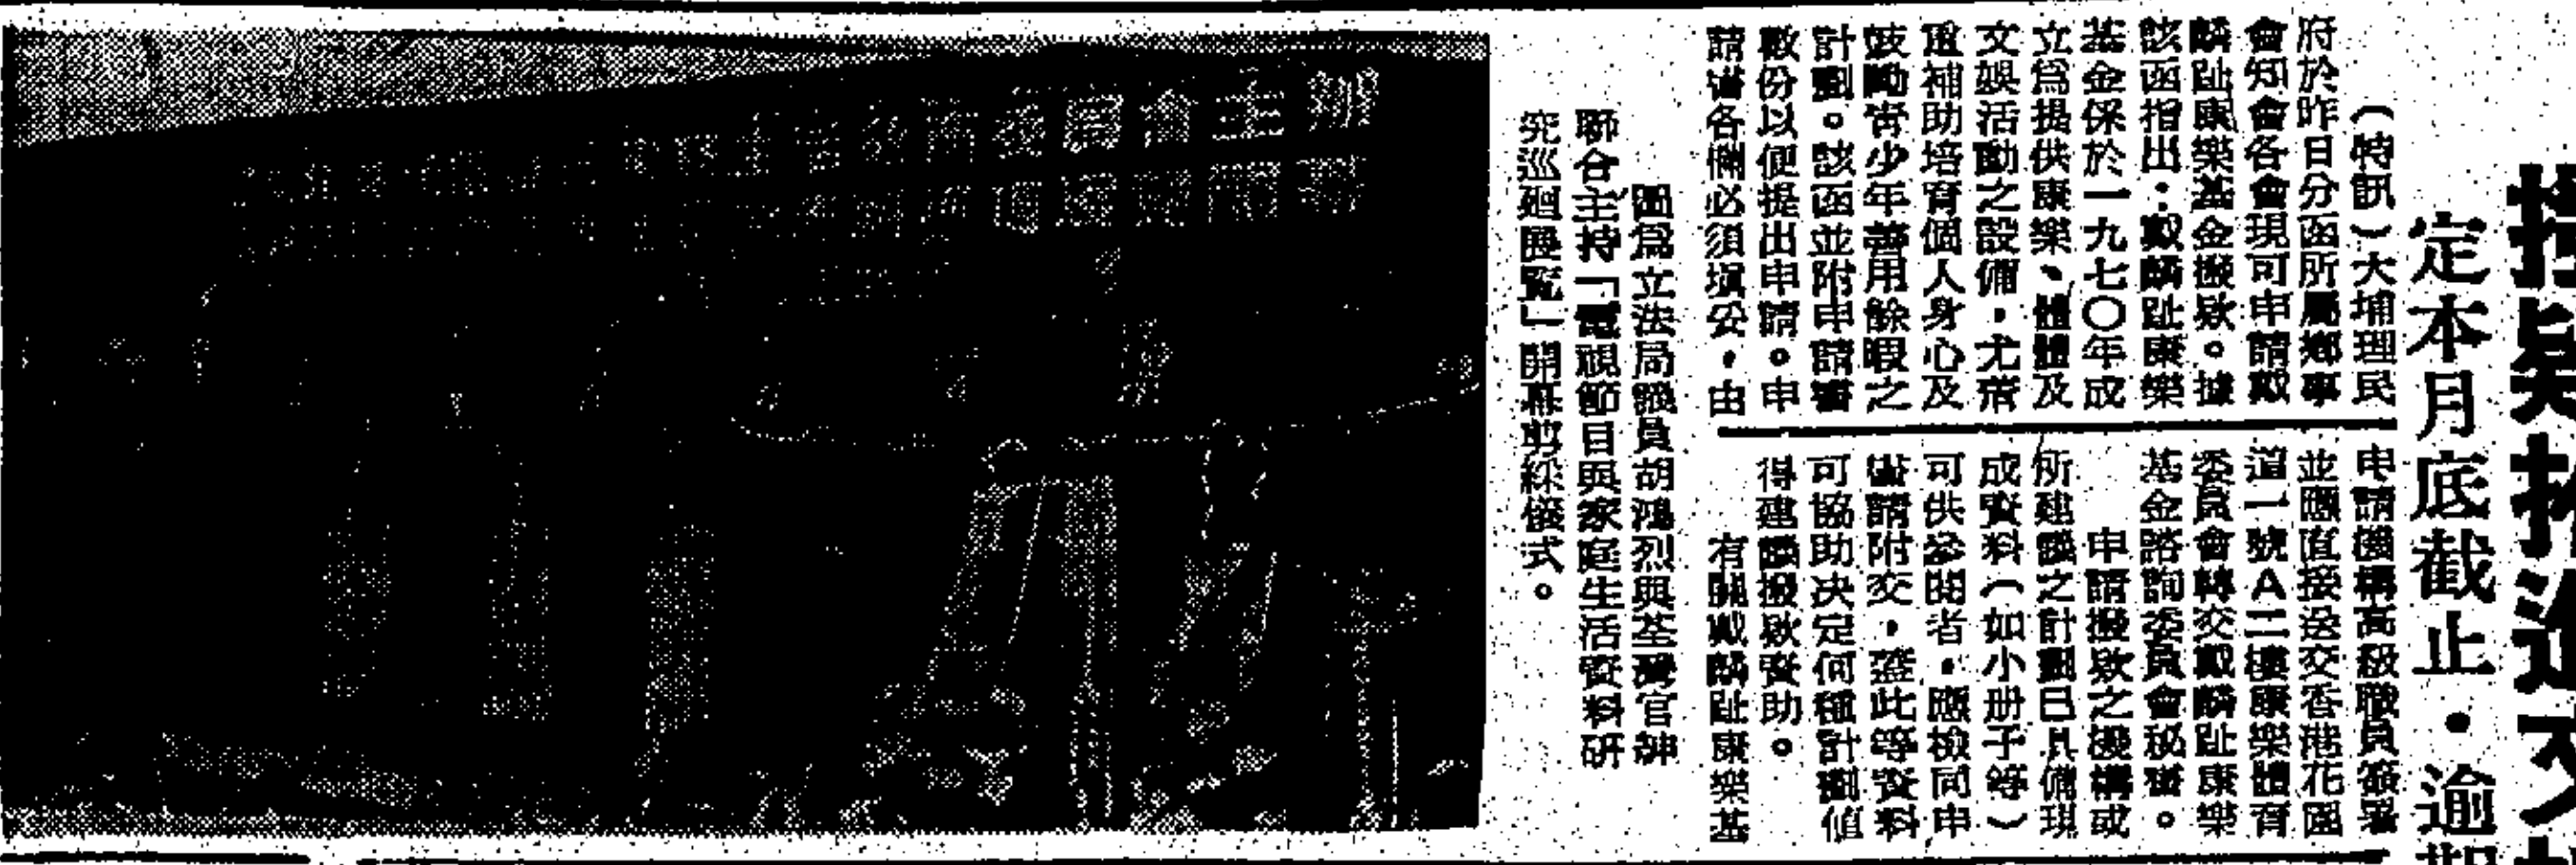 定本月底截止・逾
（特訊）大埔理民
府於昨日分函所屬鄉事
會知會各會現可申請戴
麟趾康樂基金撥欵。據
該函指出：戴麟趾康樂
基金係於一九七〇年成
立爲提供康樂、體體及
文娛活動之設備，尤需
補助培育個人身心及
鼓勵青少年善用餘暇之
計劃。該函並附申請書
數份以便提出申請。申
請書各欄必須塡妥，由
申請機構高級職員簽署
並應直接送交香港花園
道一號A二樓康樂體育
委員會轉交戴麟趾康樂
基金諮詢委員會秘書。
申請撥欵之機構或
所建議之計劃已具備現
成資料（如小册子等）
可供參閱者，應檢同申
請附交，蓋此等資料
可協助决定何種計劃値
得建議撥欵資助。
有關戴麟趾康樂基
圖爲立法局議員胡鴻烈與荃灣官紳
聯合主持「電視節目與家庭生活資料研
究巡廻展覽」開幕剪綵儀式。